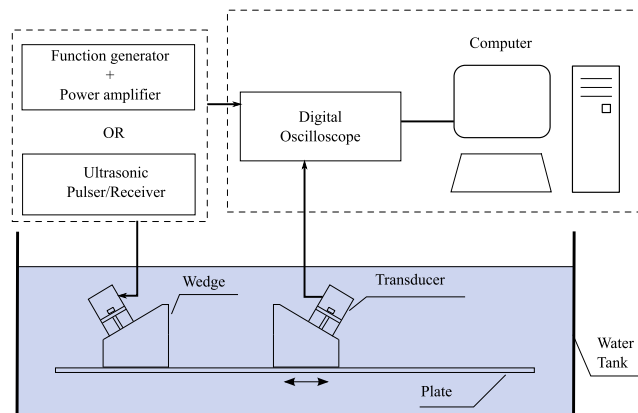 Function generator
+
Power amplifier
OR
Ultrasonic
Pulser/Receiver
Digital
Oscilloscope
Computer
Wedge
Transducer
Water
Tank
Plate